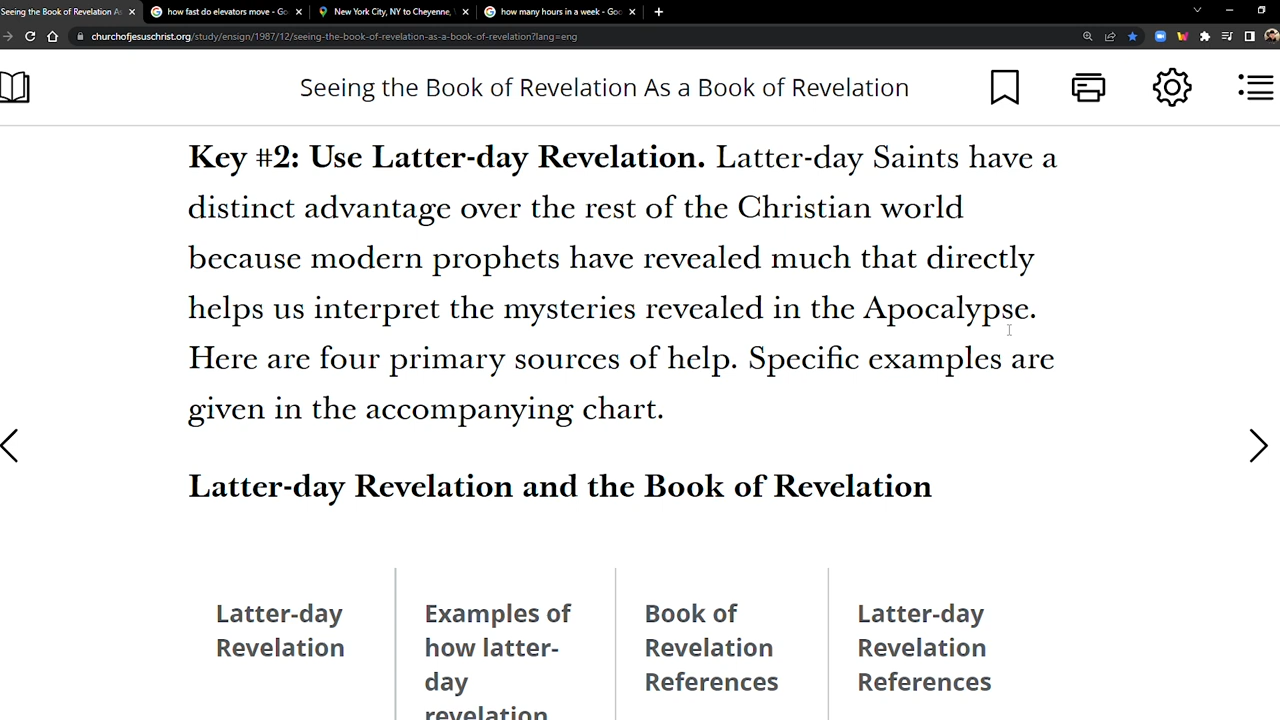 Seeing the Book of Revelation A
how fast do elevators move - Go
New York City, NY to Cheyenne,
how many hours in a week - Goo
churchofjesuschrist.org/study/ensign/1987/12/seeing-the-book-of-revelation-as-a-book-of-revelation?lang=eng
Seeing the Book of Revelation As a Book of Revelation
Key #2: Use Latter-day Revelation. Latter-day Saints have a
distinct advantage over the rest of the Christian world
because modern prophets have revealed much that directly
helps us interpret the mysteries revealed in the Apocalypse.
Here are four primary sources of help. Specific examples are
given in the accompanying chart.
Latter-day Revelation and the Book of Revelation
Latter-day
Revelation
Examples of
how latter-
day
revelation
Book of
Revelation
References
Latter-day
Revelation
References